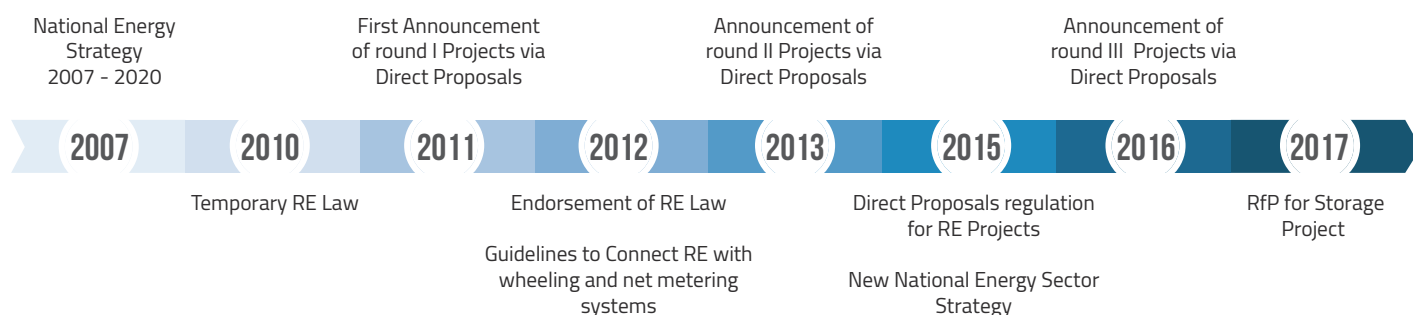 National Energy
Strategy
2007 - 2020
First Announcement
of round I Projects via
Direct Proposals
Announcement of
round II Projects via
Direct Proposals
Announcement of
round III Projects via
Direct Proposals
2007
2010
2011
2012
2013
2015
2016
2017
Temporary RE Law
Endorsement of RE Law
Guidelines to Connect RE with
wheeling and net metering
systems
Direct Proposals regulation
for RE Projects
New National Energy Sector
Strategy
RfP for Storage
Project